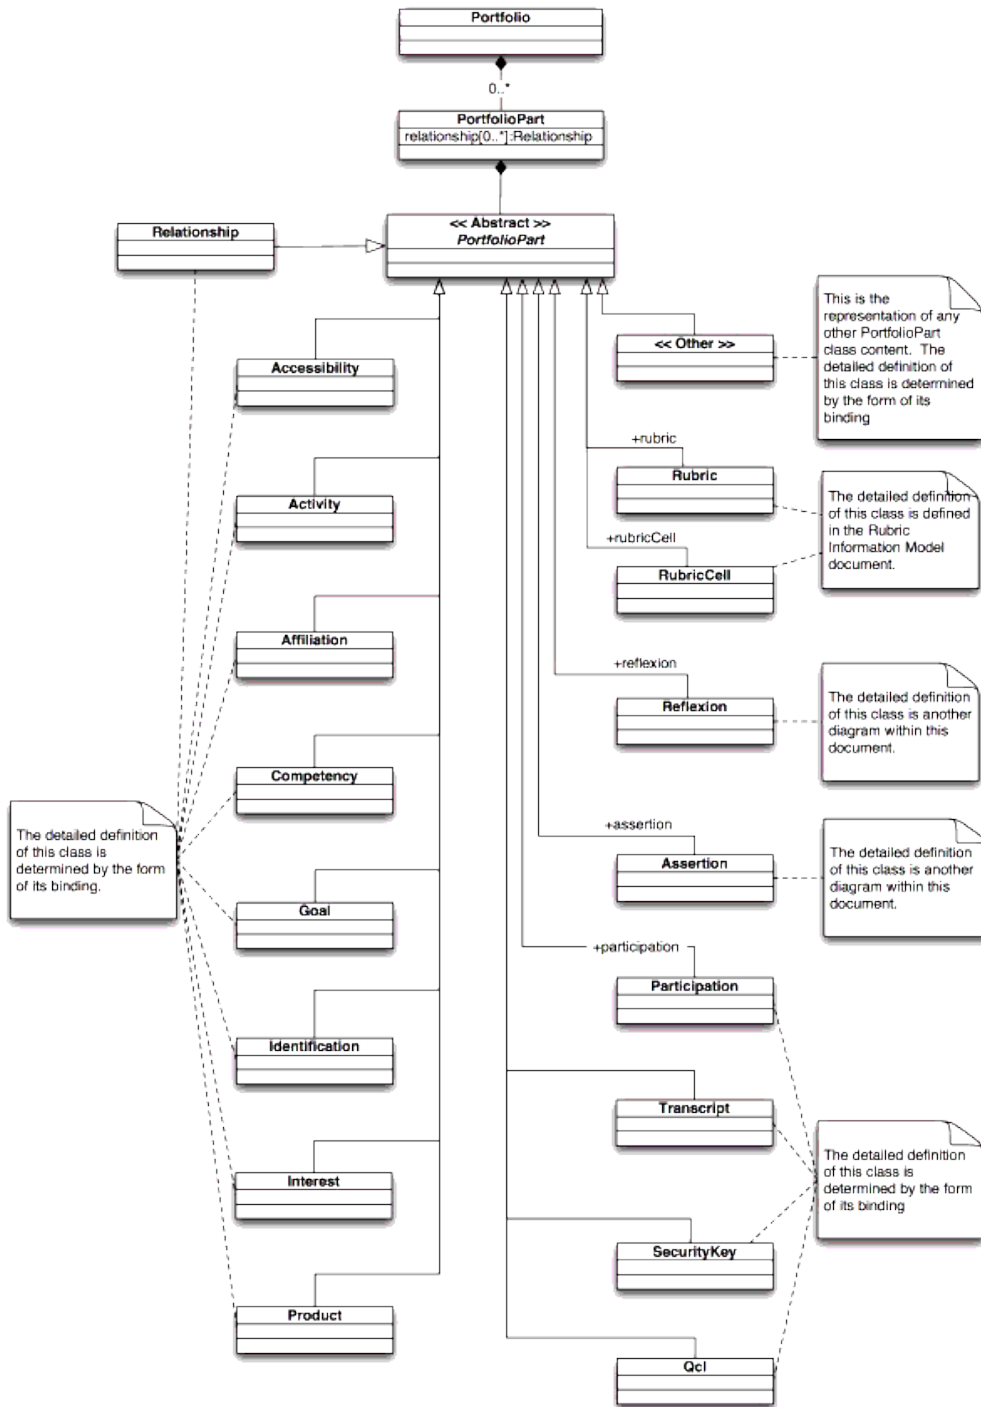 Portfolio
0..*
PortfolioPart
relationship[0..*]:Relationship
<< Abstract >>
PortfolioPart
Relationship
This is the
representation of any
other PortfolioPart
class content. The
detailed definition of
this class is determined
by the form of its
binding
<< Other >>
Accessibility
+rubric
Rubric
The detailed definition
of this class is defined
in the Rubric
Information Model
document.
Activity
+rubricCell
RubricCell
Affiliation
+reflexion
Reflexion
The detailed definition
of this class is another
diagram within this
document.
Competency
The detailed definition
of this class is
determined by the form
of its binding.
+assertion
Assertion
The detailed definition
of this class is another
diagram within this
document.
Goal
+participation
Participation
Identification
Transcript
The detailed definition
of this class is
determined by the form
of its binding
Interest
SecurityKey
Product
Qcl